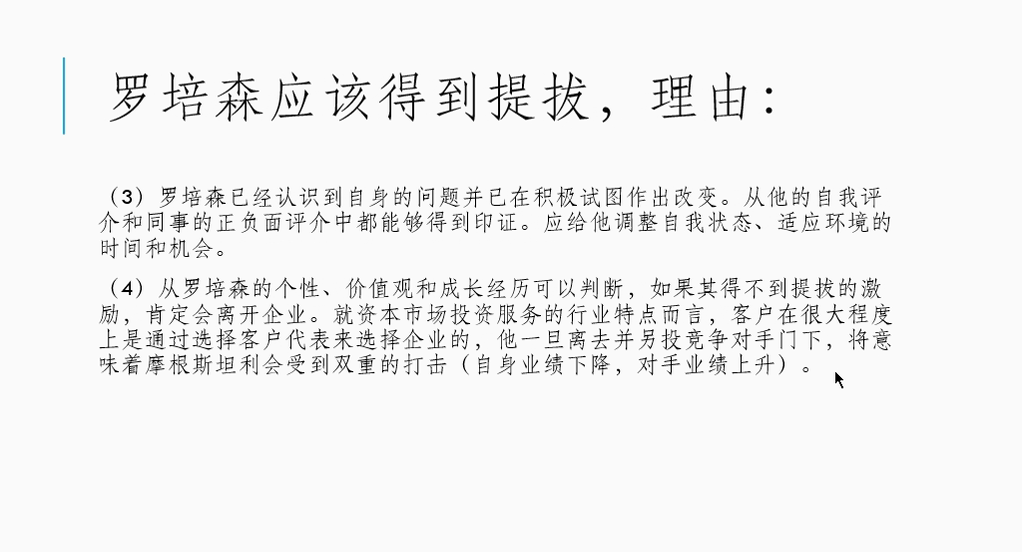 罗培森应该得到提拔，理由：
（3）罗培森已经认识到自身的问题并已在积极试图作出改变。从他的自我评
介和同事的正负面评介中都能够得到印证。应给他调整自我状态、适应环境的
时间和机会。
（4）从罗培森的个性、价值观和成长经历可以判断，如果其得不到提拔的激
励，肯定会离开企业。就资本市场投资服务的行业特点而言，客户在很大程度
上是通过选择客户代表来选择企业的，他一旦离去并另投竞争对手门下，将意
味着摩根斯坦利会受到双重的打击（自身业绩下降，对手业绩上升）。